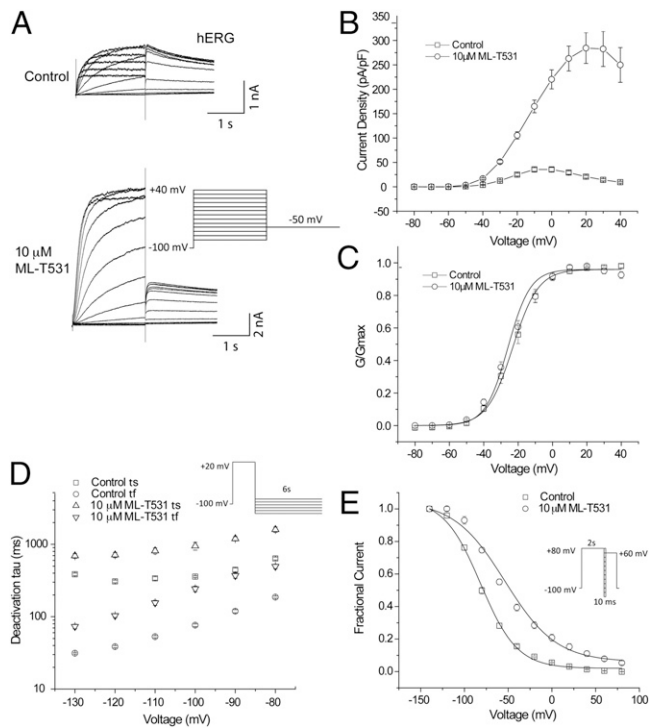 A
hERG
Control
1 nA
1 s
+40 mV
-50 mV
-100 mV
10 μM
ML-T531
2 nA
1 s
B
Control
10μM ML-T531
Current Density (pA/pF)
350
300
250
200
150
100
50
0
-50
-80 -60 -40 -20 0 20 40
Voltage (mV)
C
Control
10μM ML-T531
G/Gmax
1.0
0.8
0.6
0.4
0.2
0.0
-80 -60 -40 -20 0 20 40
Voltage (mV)
D
Control ts
Control tf
10 μM ML-T531 ts
10 μM ML-T531 tf
+20 mV
6s
-100 mV
Deactivation tau (ms)
1000
100
10
-130 -120 -110 -100 -90 -80
Voltage (mV)
E
Control
10 μM ML-T531
2s
+80 mV
+60 mV
-100 mV
10 ms
Fractional Current
1.0
0.8
0.6
0.4
0.2
0.0
-150 -100 -50 0 50 100
Voltage (mV)